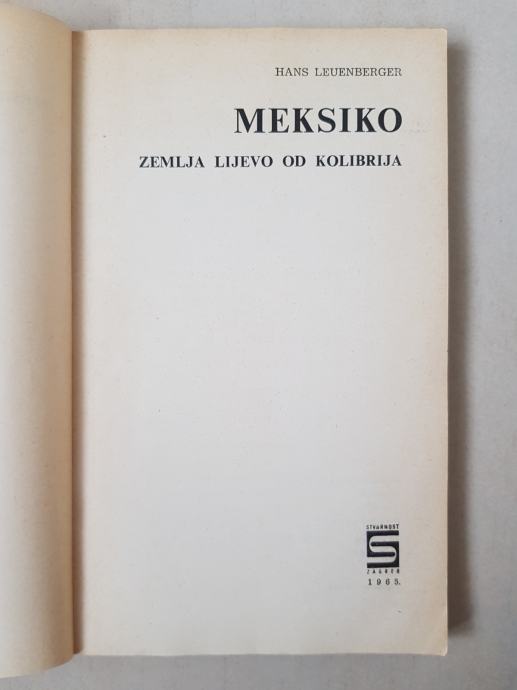 HANS LEUENBERGER
MEKSIKO
ZEMLJA LIJEVO OD KOLIBRIJA
STVARNOST
ZAGREB
1965.